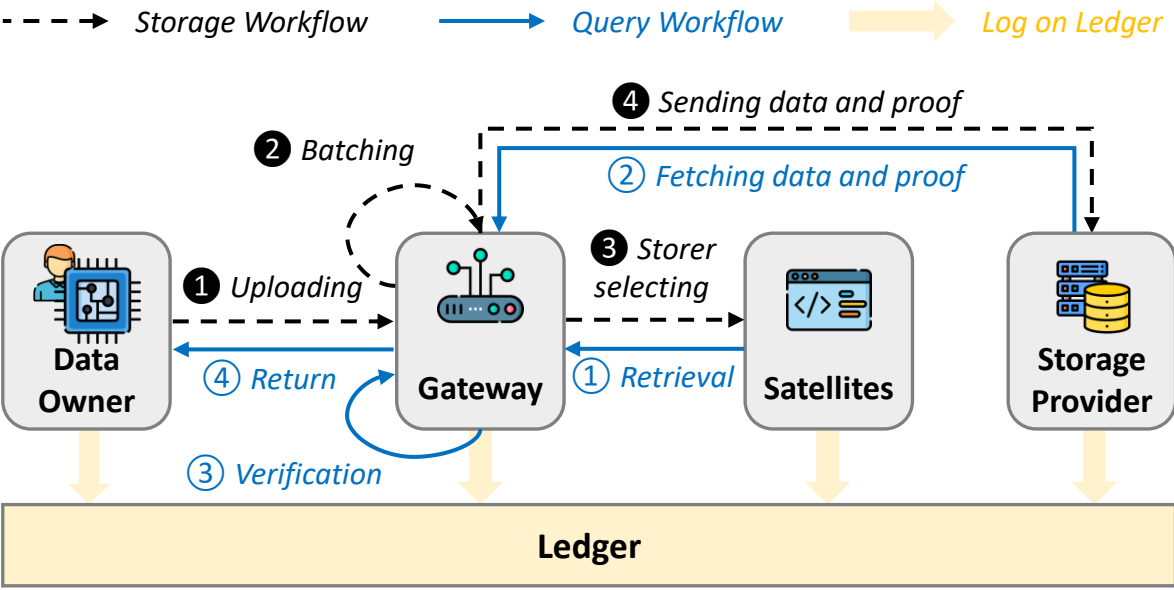 Storage Workflow
Query Workflow
Log on Ledger
❹ Sending data and proof
❷ Batching
② Fetching data and proof
❸ Storer
selecting
❶ Uploading
</>
Data
Owner
④ Return
Gateway
① Retrieval
Satellites
Storage
Provider
③ Verification
Ledger